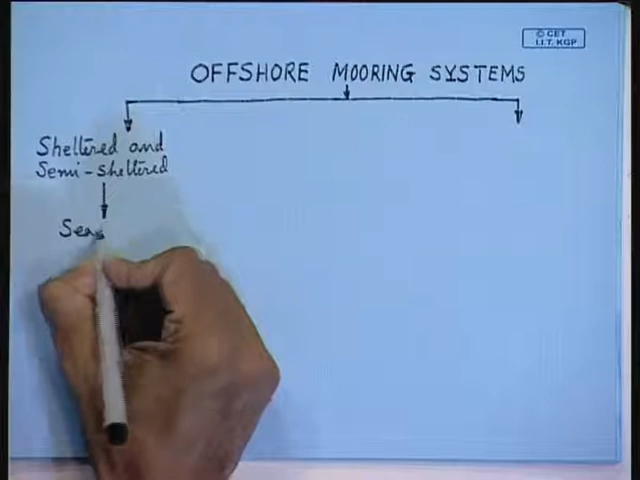 © CET
I.I.T. KGP
OFFSHORE MOORING SYSTEMS
Sheltered and
Semi-sheltered
Seas